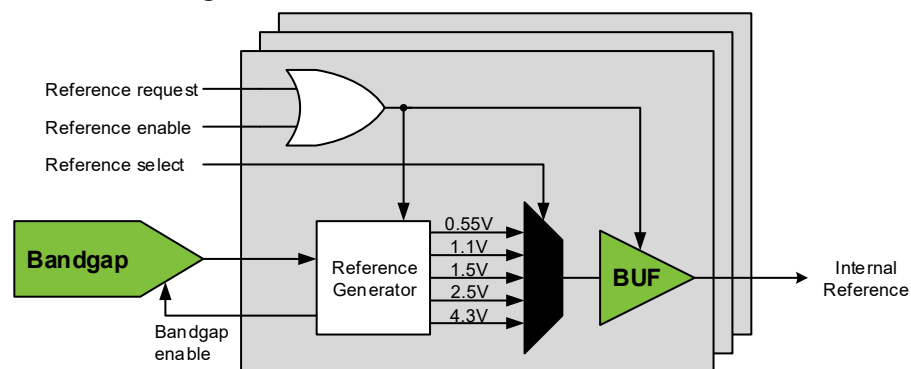 Reference request
Reference enable
Reference select
Bandgap
Bandgap
enable
Reference
Generator
0.55V
1.1V
1.5V
2.5V
4.3V
BUF
Internal
Reference